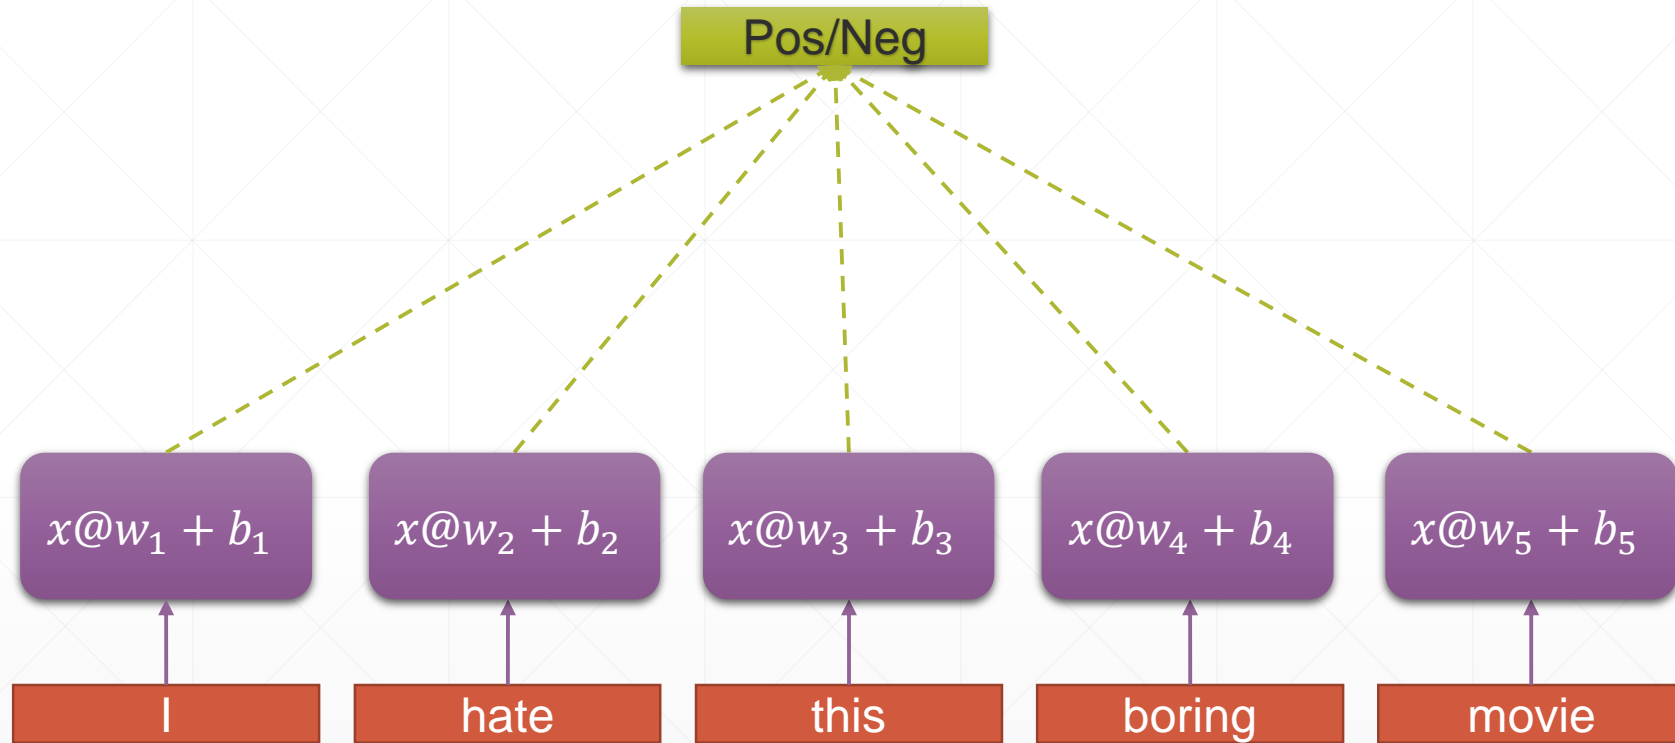 Pos/Neg
x@w₁ + b₁ x@w₂ + b₂ x@w₃ + b₃ x@w₄ + b₄ x@w₅ + b₅
I hate this boring movie